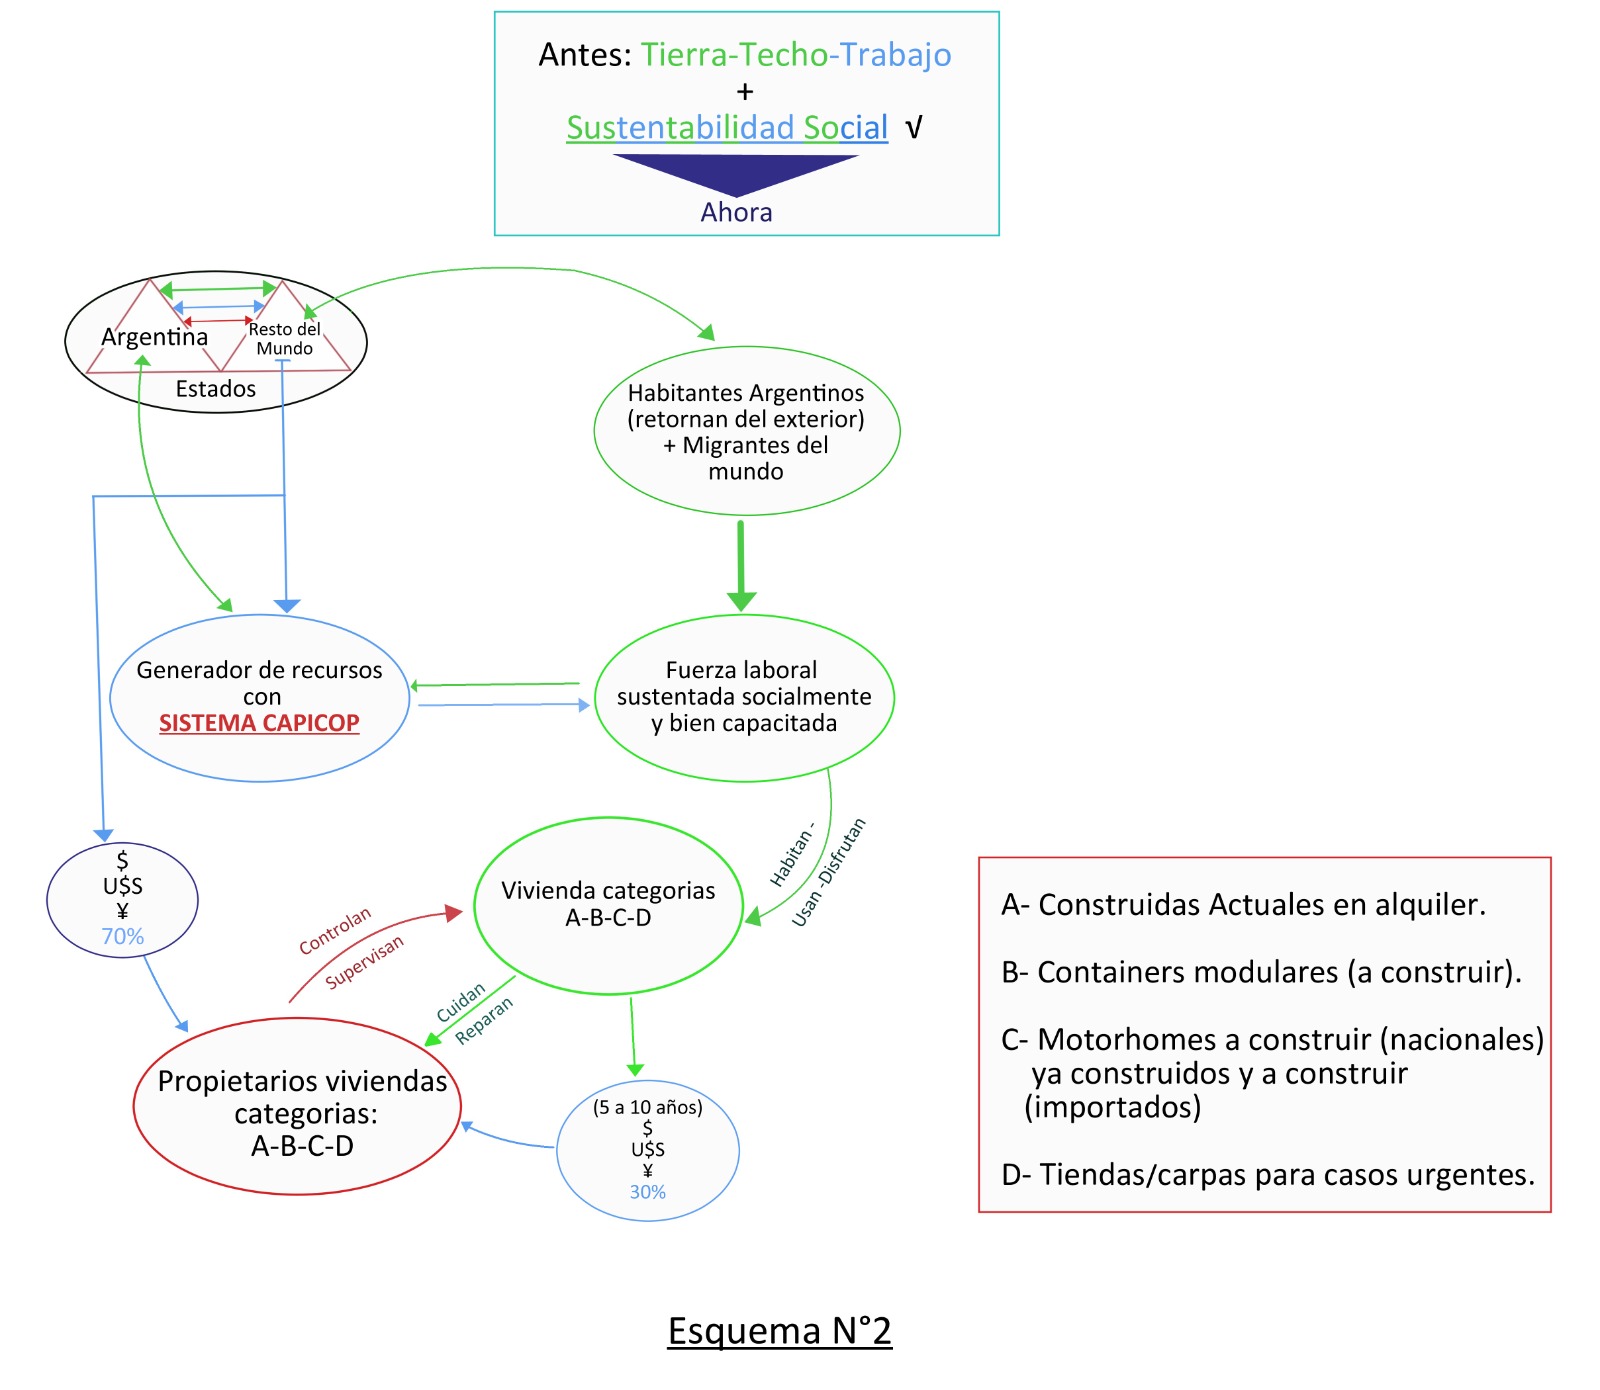 Antes: Tierra-Techo-Trabajo
+
Sustentabilidad Social √
Ahora
Argentina
Resto del
Mundo
Estados
Habitantes Argentinos
(retornan del exterior)
+ Migrantes del
mundo
Generador de recursos
con
SISTEMA CAPICOP
Fuerza laboral
sustentada socialmente
y bien capacitada
Habitan -
Usan -Disfrutan
$
U$S
¥
70%
Vivienda categorias
A-B-C-D
Controlan
Supervisan
Cuidan
Reparan
Propietarios viviendas
categorias:
A-B-C-D
(5 a 10 años)
$
U$S
¥
30%
A- Construidas Actuales en alquiler.
B- Containers modulares (a construir).
C- Motorhomes a construir (nacionales)
ya construidos y a construir
(importados)
D- Tiendas/carpas para casos urgentes.
Esquema N°2